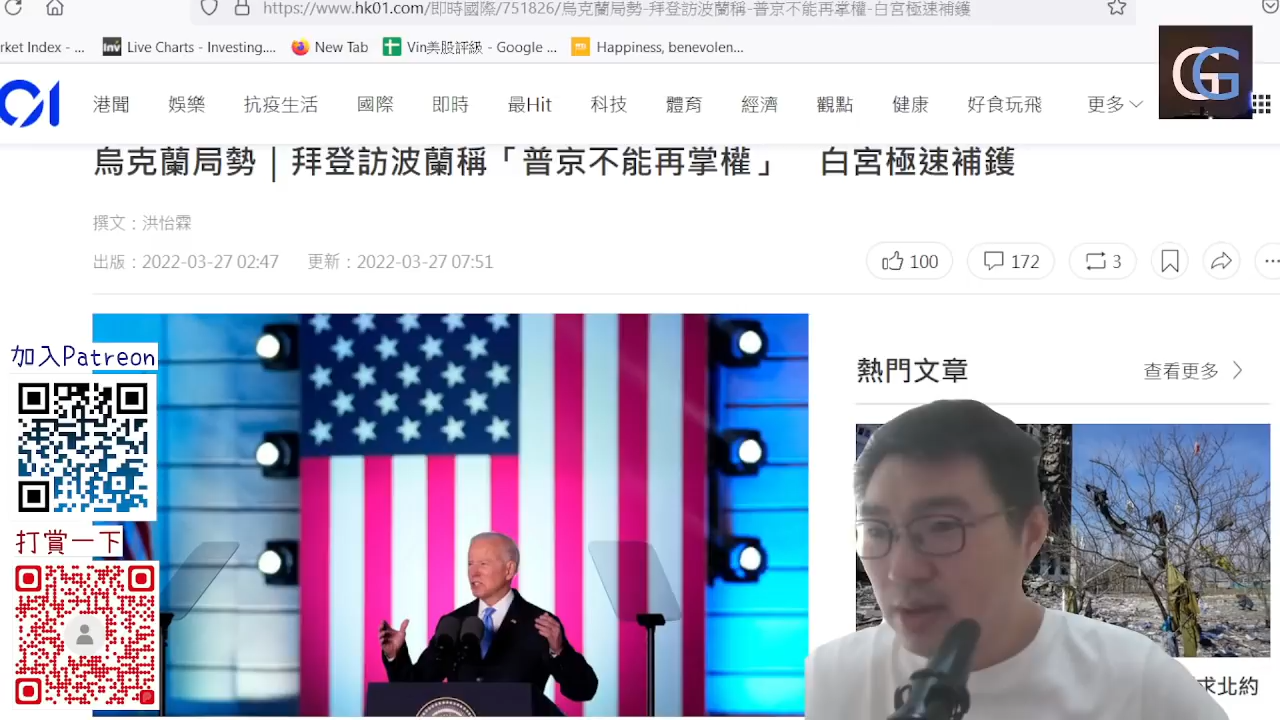 https://www.hk01.com/即時國際/751826/烏克蘭局勢-拜登訪波蘭稱-普京不能再掌權-白宮極速補鑊
rket Index - ... Live Charts - Investing.... New Tab Vin美股評級 - Google ... Happiness, benevolen...
GG
01 港聞 娛樂 抗疫生活 國際 即時 最Hit 科技 體育 經濟 觀點 健康 好食玩飛 更多
烏克蘭局勢｜拜登訪波蘭稱「普京不能再掌權」 白宮極速補鑊
撰文：洪怡霖
出版：2022-03-27 02:47 更新：2022-03-27 07:51
100 172 3
加入Patreon
熱門文章 查看更多
打賞一下
求北約